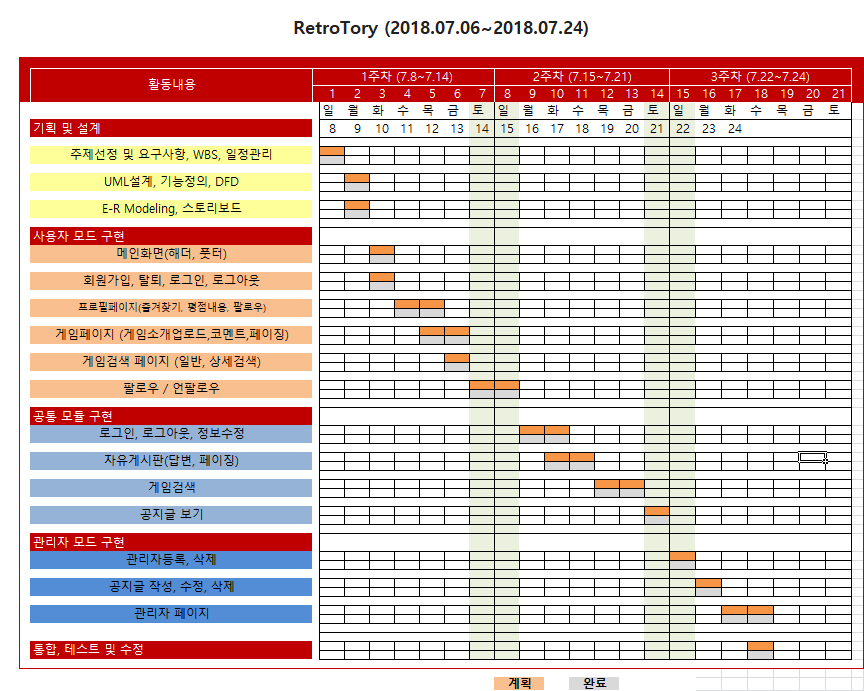 RetroTory (2018.07.06~2018.07.24)
활동내용
1주차 (7.8~7.14) 2주차 (7.15~7.21) 3주차 (7.22~7.24)
1 2 3 4 5 6 7 8 9 10 11 12 13 14 15 16 17 18 19 20 21
일 월 화 수 목 금 토 일 월 화 수 목 금 토 일 월 화 수 목 금 토
기획 및 설계 8 9 10 11 12 13 14 15 16 17 18 19 20 21 22 23 24
주제선정 및 요구사항, WBS, 일정관리
UML설계, 기능정의, DFD
E-R Modeling, 스토리보드
사용자 모드 구현
메인화면(해더, 풋터)
회원가입, 탈퇴, 로그인, 로그아웃
프로필페이지(즐겨찾기, 평점내용, 팔로우)
게임페이지 (게임소개업로드,코멘트,페이징)
게임검색 페이지 (일반, 상세검색)
팔로우 / 언팔로우
공통 모듈 구현
로그인, 로그아웃, 정보수정
자유게시판(답변, 페이징)
게임검색
공지글 보기
관리자 모드 구현
관리자등록, 삭제
공지글 작성, 수정, 삭제
관리자 페이지
통합, 테스트 및 수정
계획 완료